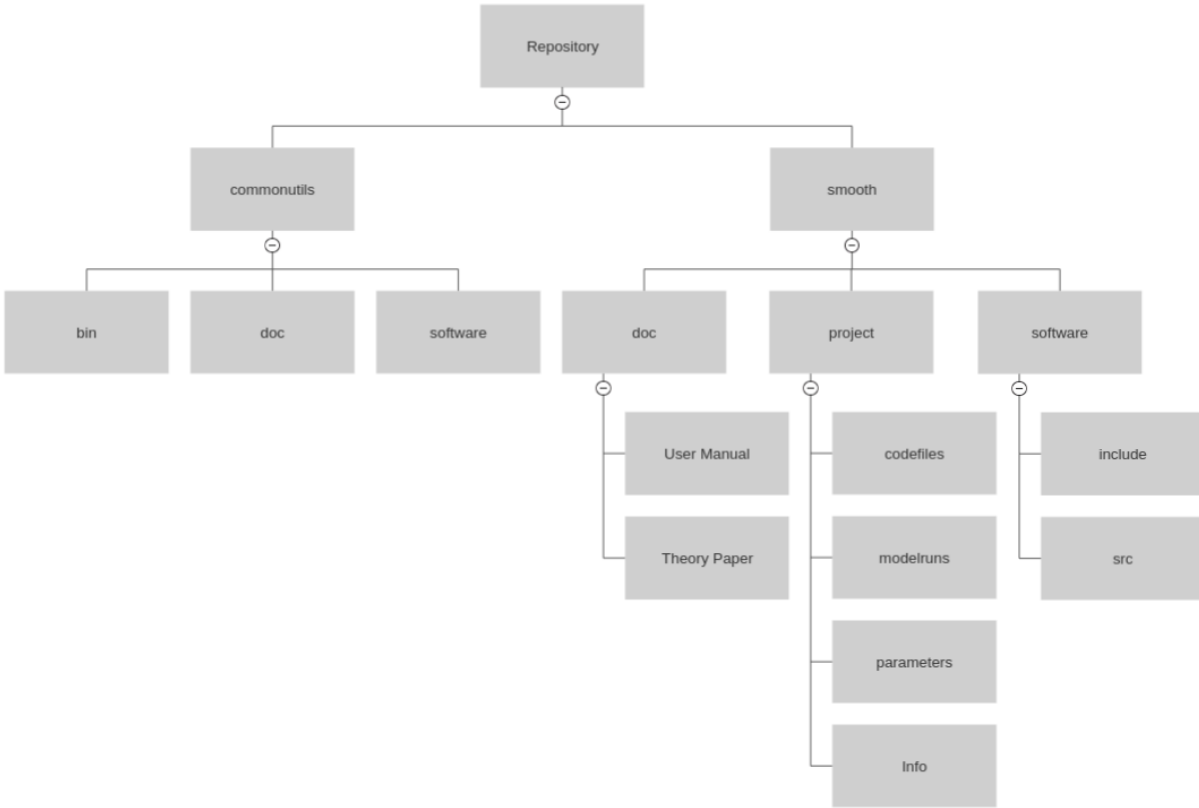 Repository
commonutils
smooth
bin
doc
software
doc
project
software
User Manual
codefiles
include
Theory Paper
modelruns
src
parameters
Info